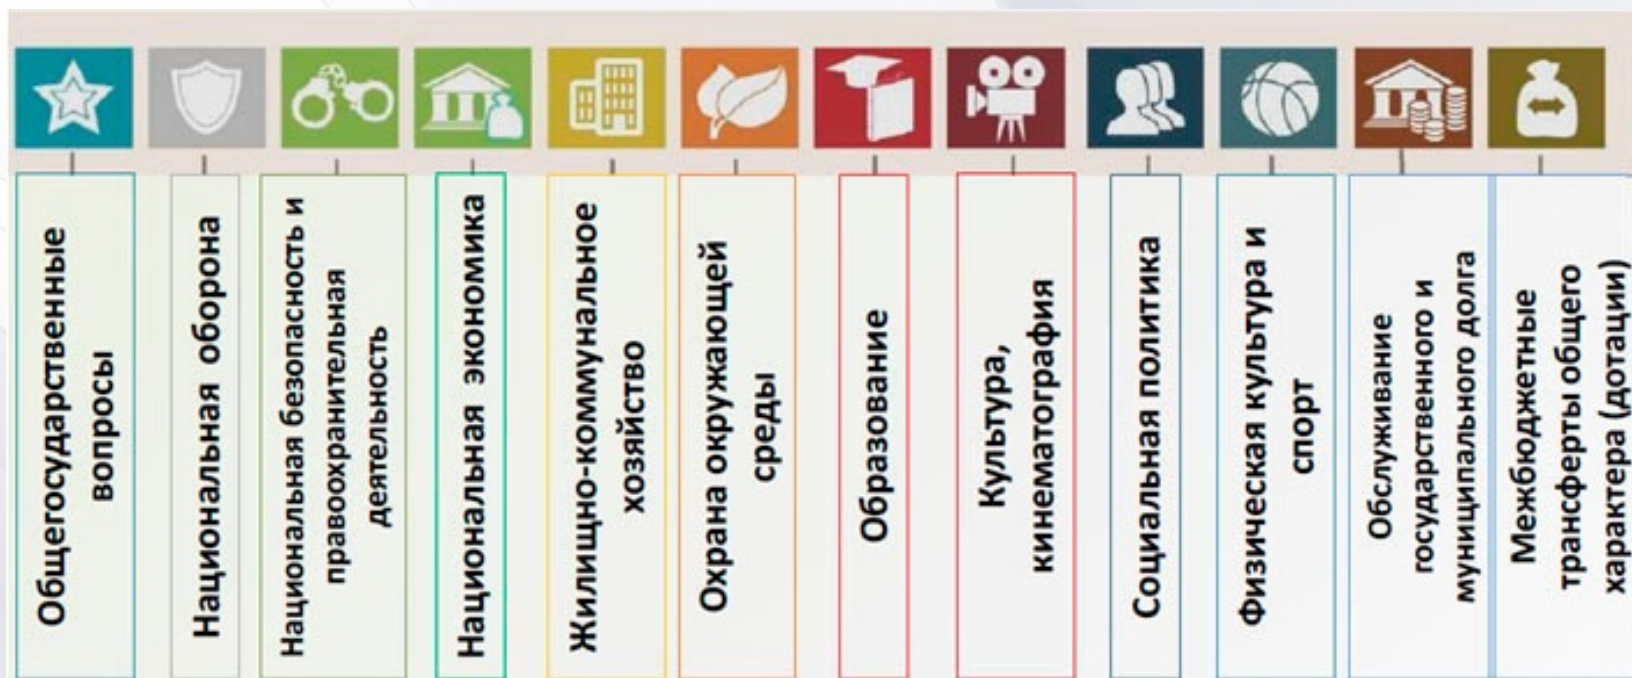 Общегосударственные
вопросы
Национальная оборона
Национальная безопасность и
правоохранительная
деятельность
Национальная экономика
Жилищно-коммунальное
хозяйство
Охрана окружающей
среды
Образование
Культура,
кинематография
Социальная политика
Физическая культура и
спорт
Обслуживание
государственного и
муниципального долга
Межбюджетные
трансферты общего
характера (дотации)